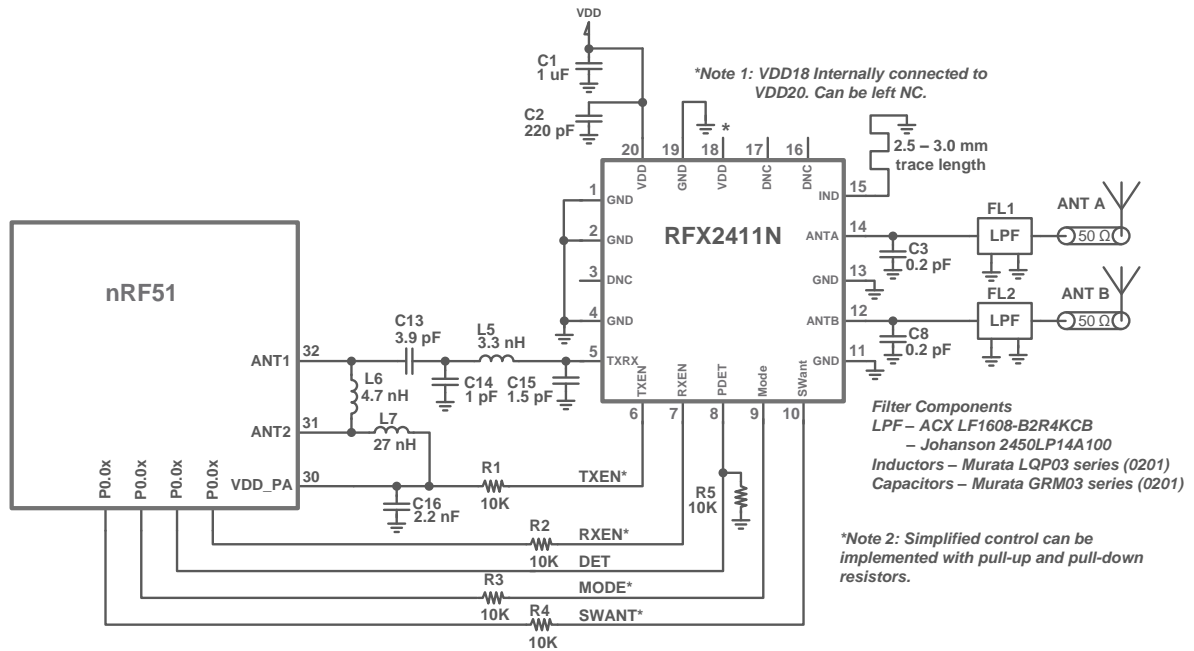 VDD
C1
1 uF
C2
220 pF
*Note 1: VDD18 Internally connected to
VDD20. Can be left NC.
*
20
19
18
17
16
VDD
GND
VDD
DNC
DNC
2.5 – 3.0 mm
trace length
15
IND
1
GND
2
GND
3
DNC
4
GND
5
TXRX
RFX2411N
ANTA
14
GND
13
ANTB
12
GND
11
C3
0.2 pF
FL1
LPF
ANT A
50 Ω
C8
0.2 pF
FL2
LPF
ANT B
50 Ω
TXEN
RXEN
PDET
Mode
SWant
6
7
8
9
10
nRF51
ANT1
32
ANT2
31
VDD_PA
30
P0.0x
P0.0x
P0.0x
P0.0x
C13
3.9 pF
L5
3.3 nH
C14
1 pF
C15
1.5 pF
L6
4.7 nH
L7
27 nH
C16
2.2 nF
R1
10K
TXEN*
R5
10K
R2
10K
RXEN*
DET
R3
10K
MODE*
R4
10K
SWANT*
Filter Components
LPF – ACX LF1608-B2R4KCB
– Johanson 2450LP14A100
Inductors – Murata LQP03 series (0201)
Capacitors – Murata GRM03 series (0201)
*Note 2: Simplified control can be
implemented with pull-up and pull-down
resistors.